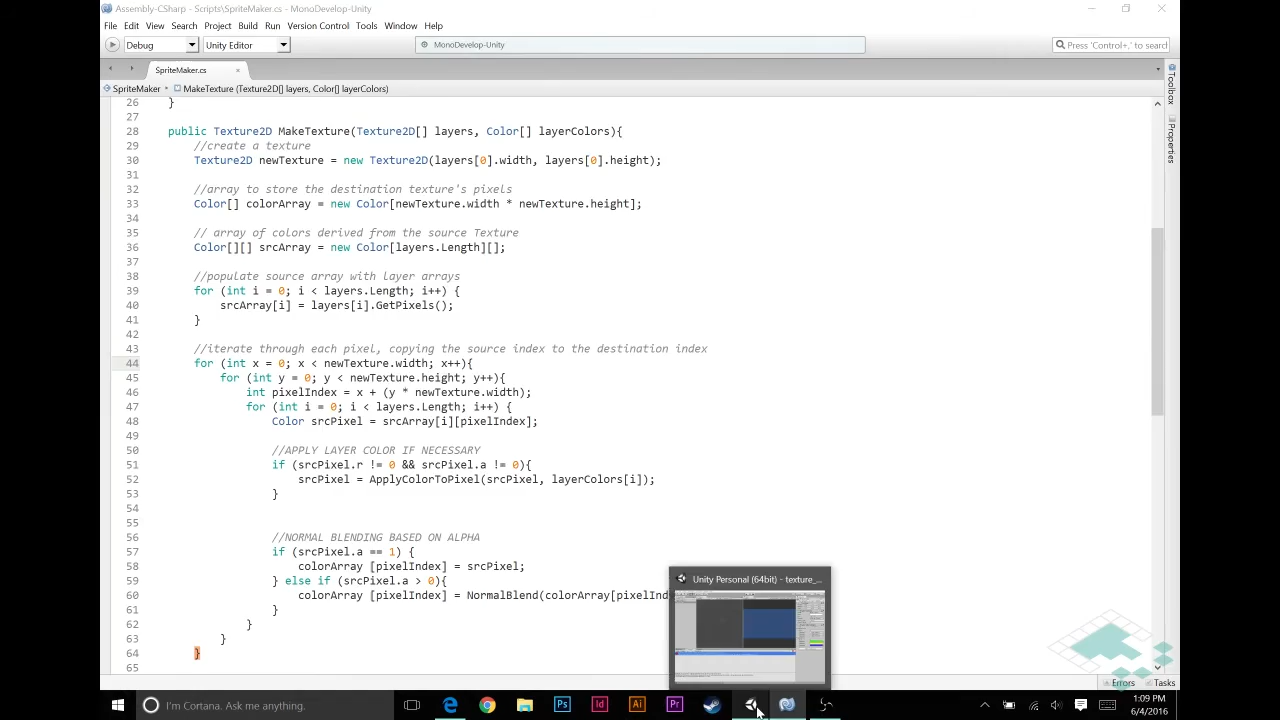 Assembly-CSharp - Scripts\SpriteMaker.cs - MonoDevelop-Unity
File Edit View Search Project Build Run Version Control Tools Window Help
Debug Unity Editor MonoDevelop-Unity Press 'Control+,' to search
SpriteMaker.cs
SpriteMaker MakeTexture (Texture2D[] layers, Color[] layerColors)
Toolbox
Properties
26 }
27
28 public Texture2D MakeTexture(Texture2D[] layers, Color[] layerColors){
29 //create a texture
30 Texture2D newTexture = new Texture2D(layers[0].width, layers[0].height);
31
32 //array to store the destination texture's pixels
33 Color[] colorArray = new Color[newTexture.width * newTexture.height];
34
35 // array of colors derived from the source Texture
36 Color[][] srcArray = new Color[layers.Length][];
37
38 //populate source array with layer arrays
39 for (int i = 0; i < layers.Length; i++) {
40 srcArray[i] = layers[i].GetPixels();
41 }
42
43 //iterate through each pixel, copying the source index to the destination index
44 for (int x = 0; x < newTexture.width; x++){
45 for (int y = 0; y < newTexture.height; y++){
46 int pixelIndex = x + (y * newTexture.width);
47 for (int i = 0; i < layers.Length; i++) {
48 Color srcPixel = srcArray[i][pixelIndex];
49
50 //APPLY LAYER COLOR IF NECESSARY
51 if (srcPixel.r != 0 && srcPixel.a != 0){
52 srcPixel = ApplyColorToPixel(srcPixel, layerColors[i]);
53 }
54
55
56 //NORMAL BLENDING BASED ON ALPHA
57 if (srcPixel.a == 1) {
58 colorArray [pixelIndex] = srcPixel;
59 } else if (srcPixel.a > 0){
60 colorArray [pixelIndex] = NormalBlend(colorArray[pixelInd
61 }
62 }
63 }
64 }
65
Unity Personal (64bit) - texture_...
Errors Tasks
I'm Cortana. Ask me anything.
1:09 PM
6/4/2016